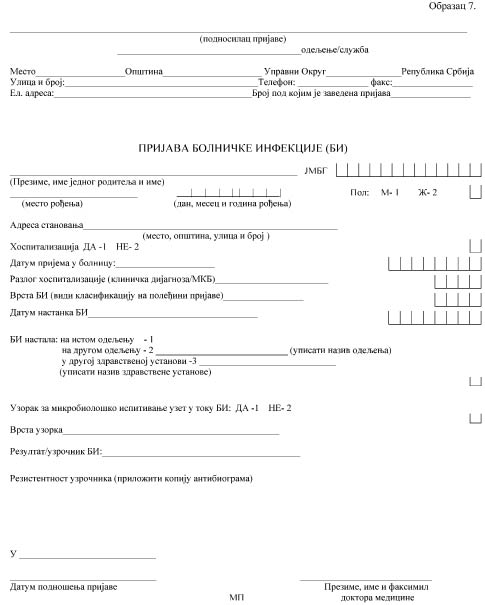 Образац 7.
(подносилац пријаве)
одељење/служба
Место Општина Управни Округ Република Србија
Улица и број: Телефон: факс:
Ел. адреса: Број под којим је заведена пријава
ПРИЈАВА БОЛНИЧКЕ ИНФЕКЦИЈЕ (БИ)
ЈМБГ
(Презиме, име једног родитеља и име)
Пол: М- 1 Ж- 2
(место рођења) (дан, месец и година рођења)
Адреса становања
(место, општина, улица и број )
Хоспитализација ДА -1 НЕ- 2
Датум пријема у болницу:
Разлог хоспитализације (клиничка дијагноза/МКБ)
Врста БИ (види класификацију на полеђини пријаве)
Датум настанка БИ
БИ настала: на истом одељењу - 1
на другом одељењу - 2 (уписати назив одељења)
у другој здравственој установи -3
(уписати назив здравствене установе)
Узорак за микробиолошко испитивање узет у току БИ: ДА -1 НЕ- 2
Врста узорка
Резултат/узрочник БИ:
Резистентност узрочника (приложити копију антибиограма)
У
Датум подношења пријаве Презиме, име и факсимил
МП доктора медицине